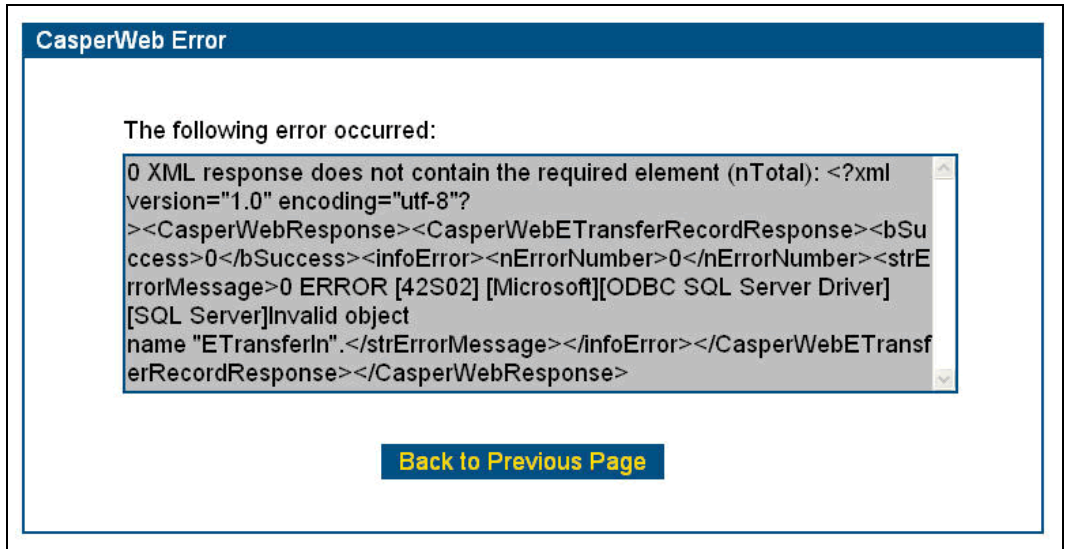 CasperWeb Error
The following error occurred:
0 XML response does not contain the required element (nTotal): <?xml
version="1.0" encoding="utf-8"?
><CasperWebResponse><CasperWebETransferRecordResponse><bSu
ccess>0</bSuccess><infoError><nErrorNumber>0</nErrorNumber><strE
rrorMessage>0 ERROR [42S02] [Microsoft][ODBC SQL Server Driver]
[SQL Server]Invalid object
name "ETransferIn".</strErrorMessage></infoError></CasperWebETransf
erRecordResponse></CasperWebResponse>
Back to Previous Page